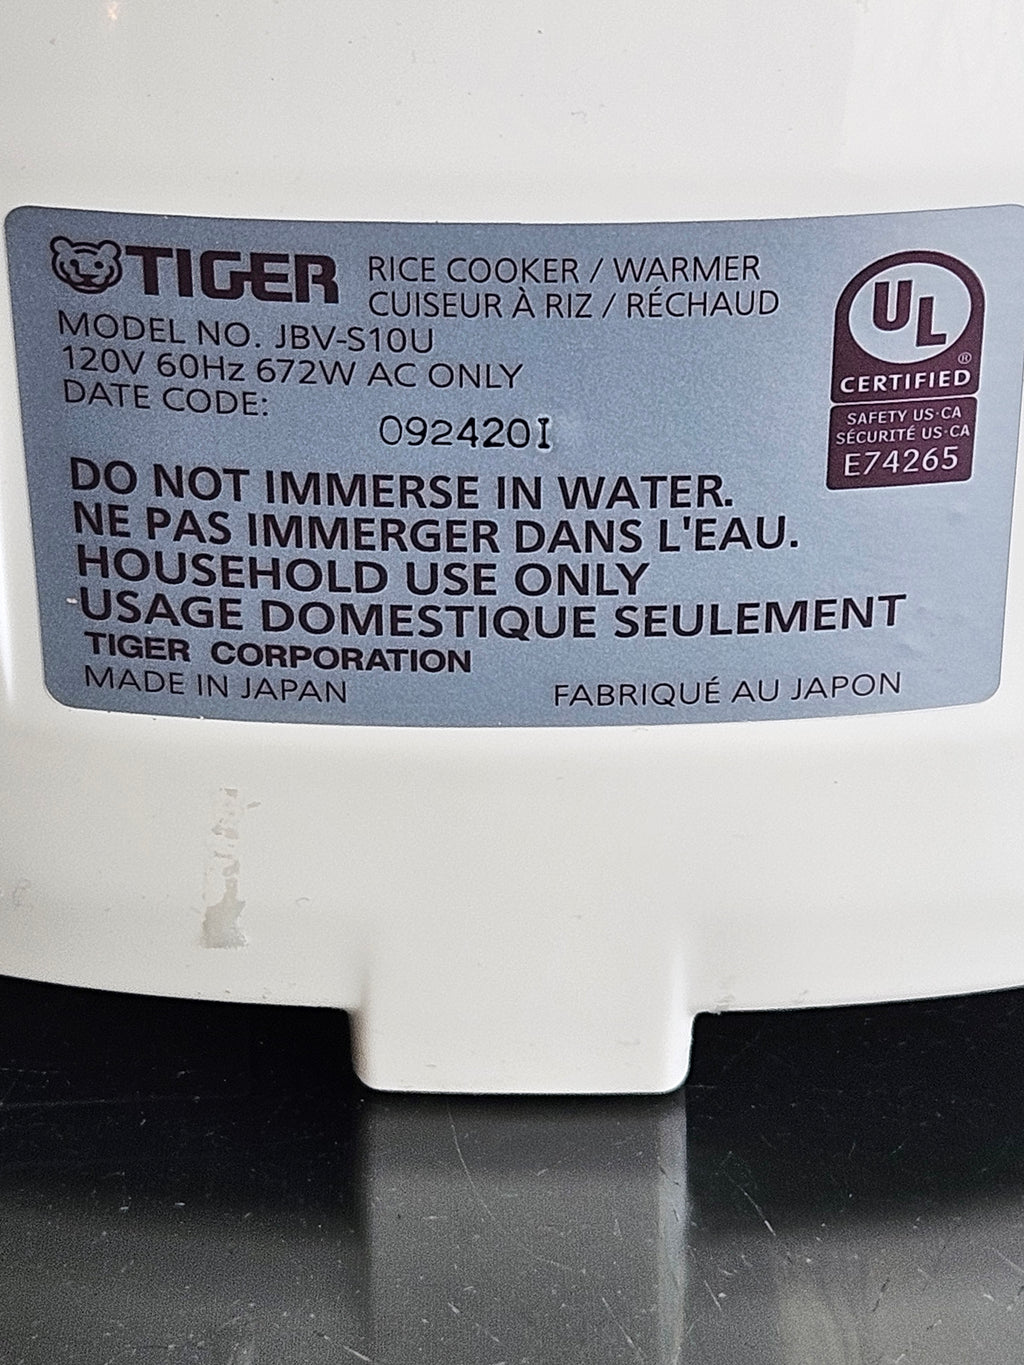 TIGER
RICE COOKER / WARMER
CUISEUR À RIZ / RÉCHAUD
MODEL NO. JBV-S10U
120V 60Hz 672W AC ONLY
DATE CODE:
092420I
UL
®
CERTIFIED
SAFETY US·CA
SÉCURITÉ US·CA
E74265
DO NOT IMMERSE IN WATER.
NE PAS IMMERGER DANS L'EAU.
HOUSEHOLD USE ONLY
USAGE DOMESTIQUE SEULEMENT
TIGER CORPORATION
MADE IN JAPAN
FABRIQUÉ AU JAPON